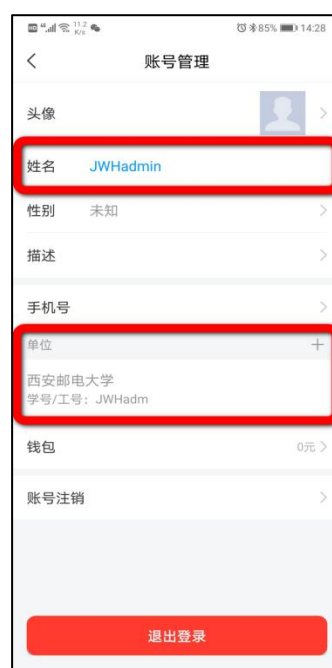 HD 4G 11.2 K/s 85% 14:28
账号管理
头像
姓名 JWHadmin
性别 未知
描述
手机号
单位 +
西安邮电大学
学号/工号：JWHadm
钱包 0元
账号注销
退出登录